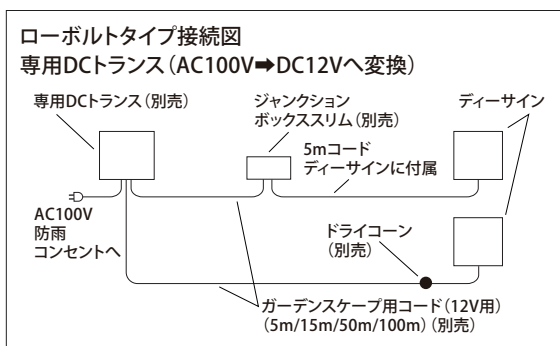 ローボルトタイプ接続図
専用DCトランス（AC100V➡DC12Vへ変換）
専用DCトランス（別売）
ジャンクション
ボックススリム（別売）
ディーサイン
5mコード
ディーサインに付属
AC100V
防雨
コンセントへ
ドライコーン
（別売）
ガーデンスケープ用コード（12V用）
（5m/15m/50m/100m）（別売）